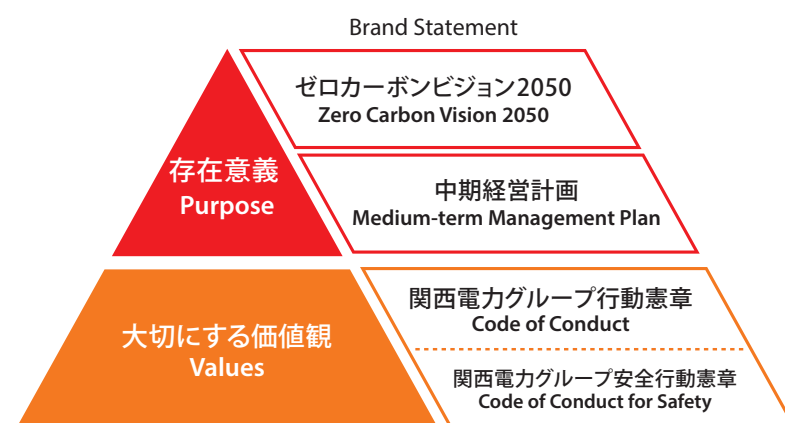 Brand Statement
ゼロカーボンビジョン2050
Zero Carbon Vision 2050
存在意義
Purpose
中期経営計画
Medium-term Management Plan
大切にする価値観
Values
関西電力グループ行動憲章
Code of Conduct
関西電力グループ安全行動憲章
Code of Conduct for Safety